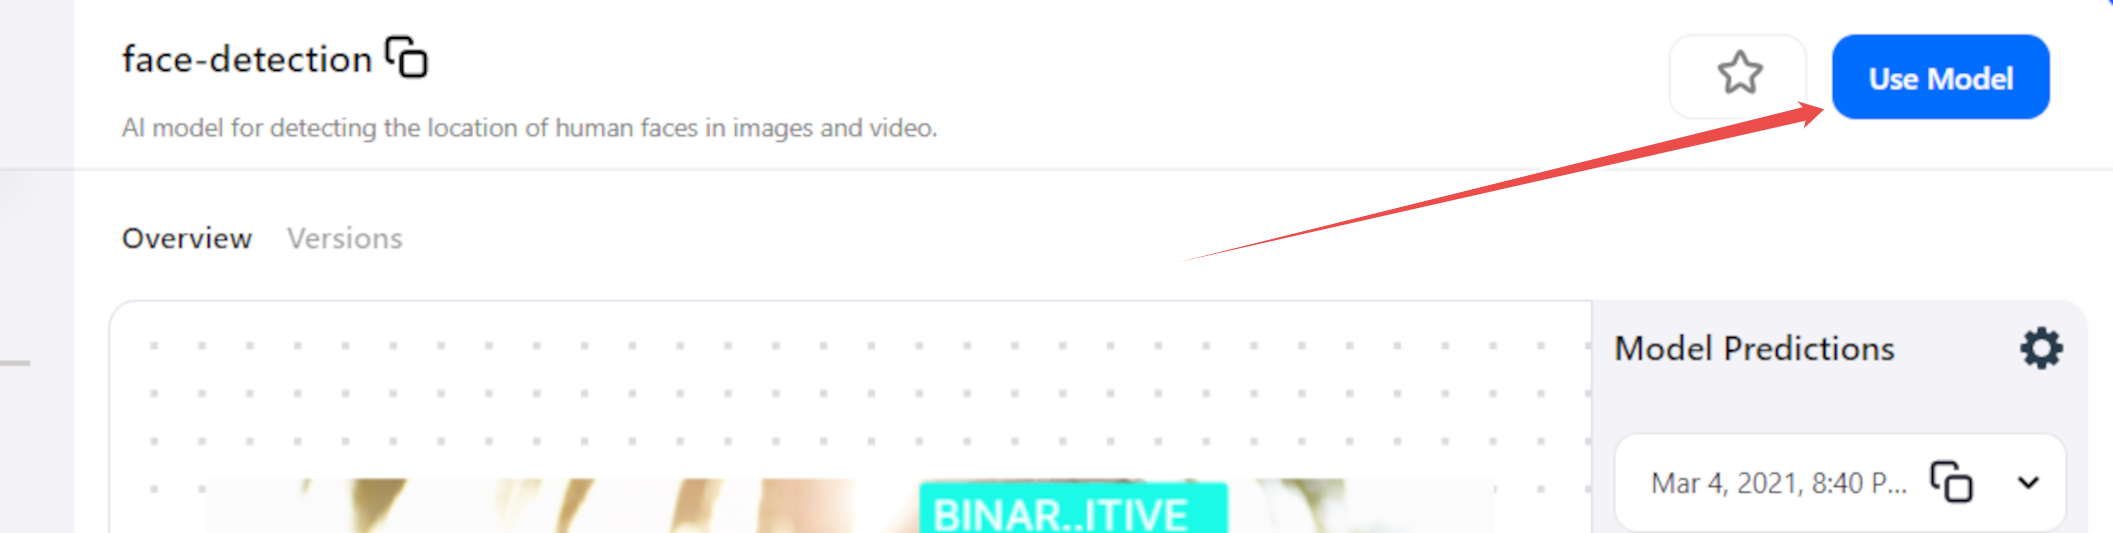 face-detection
Use Model
AI model for detecting the location of human faces in images and video.
Overview
Versions
Model Predictions
Mar 4, 2021, 8:40 P...
BINAR..ITIVE